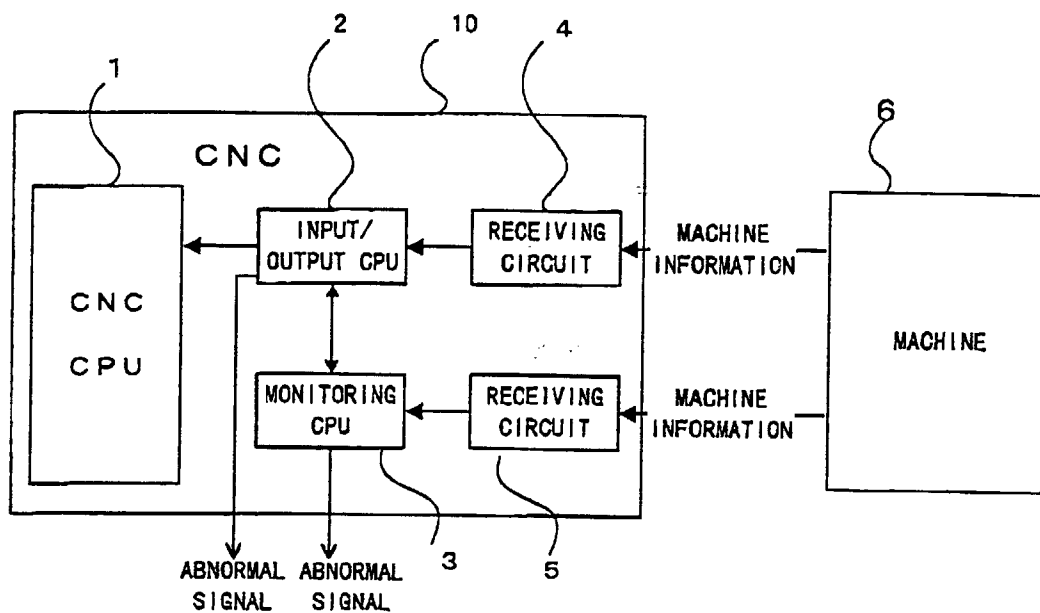 1
2
10
4
6
CNC
INPUT/
OUTPUT CPU
RECEIVING
CIRCUIT
MACHINE
INFORMATION
CNC
CPU
MACHINE
MONITORING
CPU
RECEIVING
CIRCUIT
MACHINE
INFORMATION
3
5
ABNORMAL
SIGNAL
ABNORMAL
SIGNAL